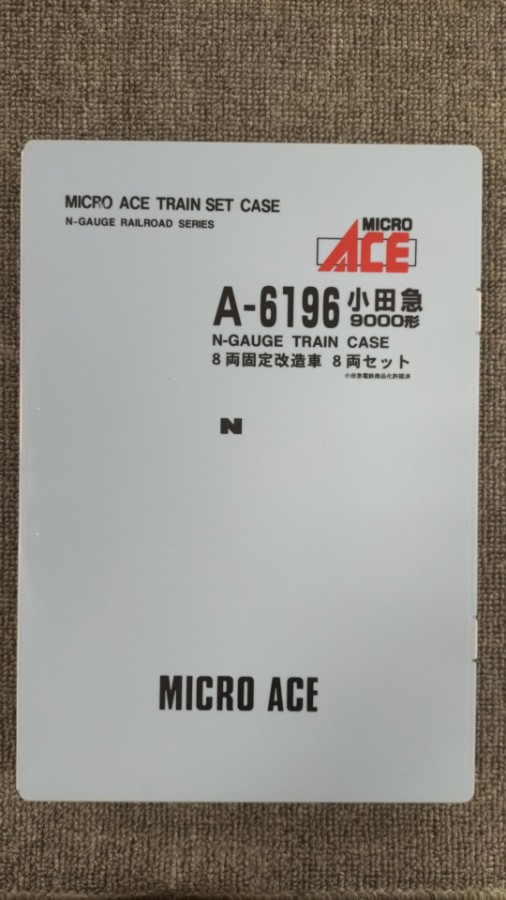 MICRO ACE TRAIN SET CASE
N-GAUGE RAILROAD SERIES
MICRO
ACE
A-6196 小田急
9000形
N-GAUGE TRAIN CASE
8両固定改造車 8両セット
小田急電鉄商品化許諾済
N
MICRO ACE